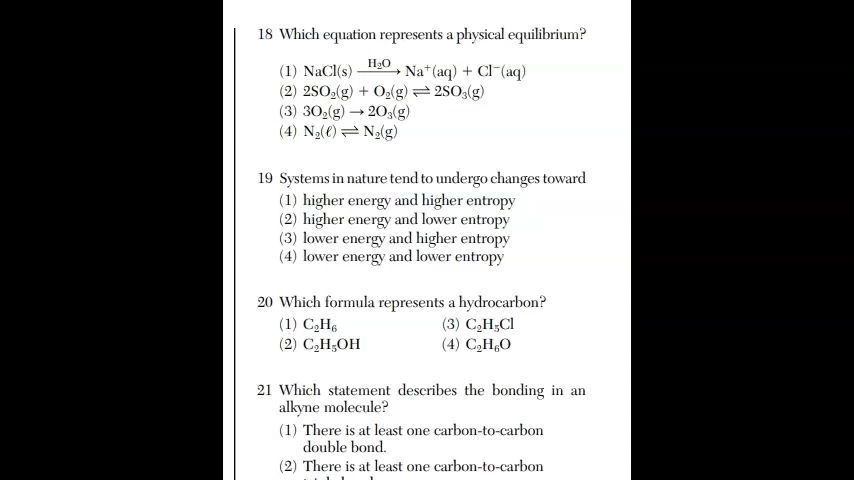 18 Which equation represents a physical equilibrium?
(1) NaCl(s) —H₂O→ Na⁺(aq) + Cl⁻(aq)
(2) 2SO₂(g) + O₂(g) ⇌ 2SO₃(g)
(3) 3O₂(g) → 2O₃(g)
(4) N₂(ℓ) ⇌ N₂(g)
19 Systems in nature tend to undergo changes toward
(1) higher energy and higher entropy
(2) higher energy and lower entropy
(3) lower energy and higher entropy
(4) lower energy and lower entropy
20 Which formula represents a hydrocarbon?
(1) C₂H₆ (3) C₂H₅Cl
(2) C₂H₅OH (4) C₂H₆O
21 Which statement describes the bonding in an
alkyne molecule?
(1) There is at least one carbon-to-carbon
double bond.
(2) There is at least one carbon-to-carbon